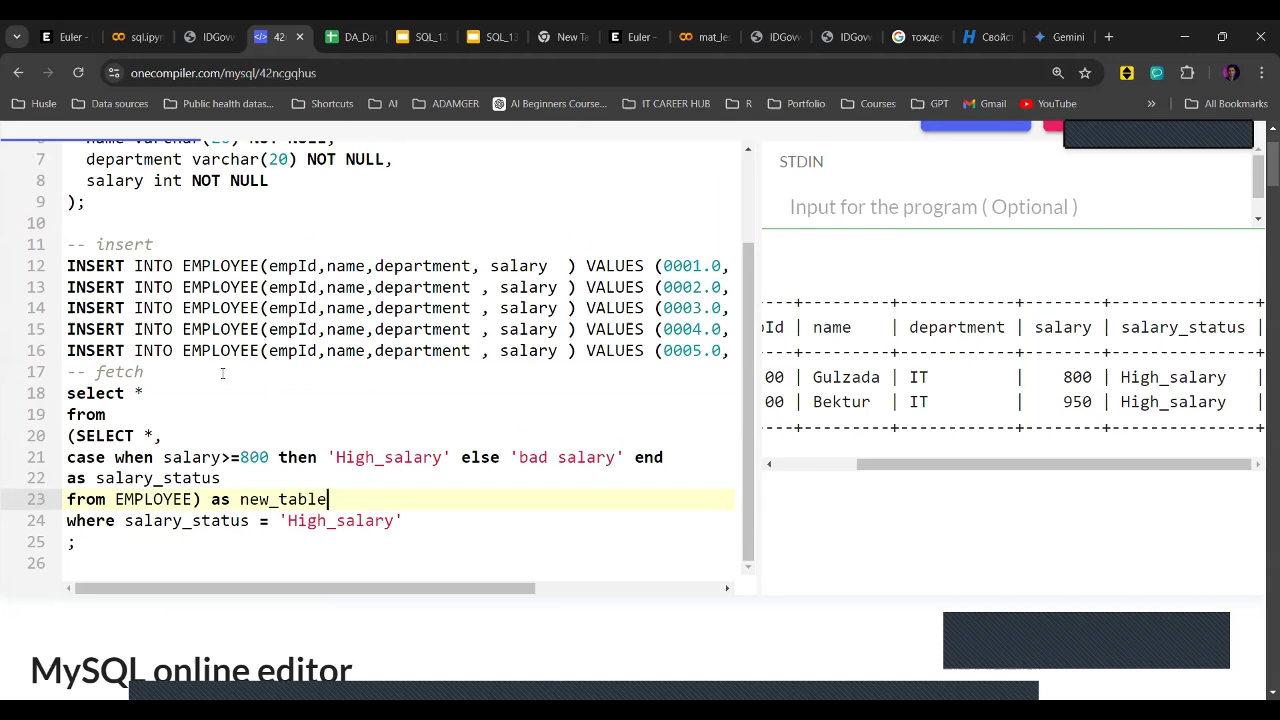 Euler -
sql.ipyn
IDGov
42
DA_Da
SQL_13
SQL_13
New Ta
Euler -
mat_le
IDGov
IDGov
тожде
Свойст
Gemini
onecompiler.com/mysql/42ncgqhus
Husle
Data sources
Public health datas...
Shortcuts
AI
ADAMGER
AI Beginners Course...
IT CAREER HUB
R
Portfolio
Courses
GPT
Gmail
YouTube
»
All Bookmarks
7 department varchar(20) NOT NULL,
8 salary int NOT NULL
9 );
10
11 -- insert
12 INSERT INTO EMPLOYEE(empId,name,department, salary  ) VALUES (0001.0,
13 INSERT INTO EMPLOYEE(empId,name,department , salary ) VALUES (0002.0,
14 INSERT INTO EMPLOYEE(empId,name,department , salary ) VALUES (0003.0,
15 INSERT INTO EMPLOYEE(empId,name,department , salary ) VALUES (0004.0,
16 INSERT INTO EMPLOYEE(empId,name,department , salary ) VALUES (0005.0,
17 -- fetch
18 select *
19 from
20 (SELECT *,
21 case when salary>=800 then 'High_salary' else 'bad salary' end
22 as salary_status
23 from EMPLOYEE) as new_table
24 where salary_status = 'High_salary'
25 ;
26
STDIN
Input for the program ( Optional )
----+---------+------------+--------+---------------+
pId | name | department | salary | salary_status |
----+---------+------------+--------+---------------+
00 | Gulzada | IT | 800 | High_salary |
00 | Bektur | IT | 950 | High_salary |
----+---------+------------+--------+---------------+
MySQL online editor